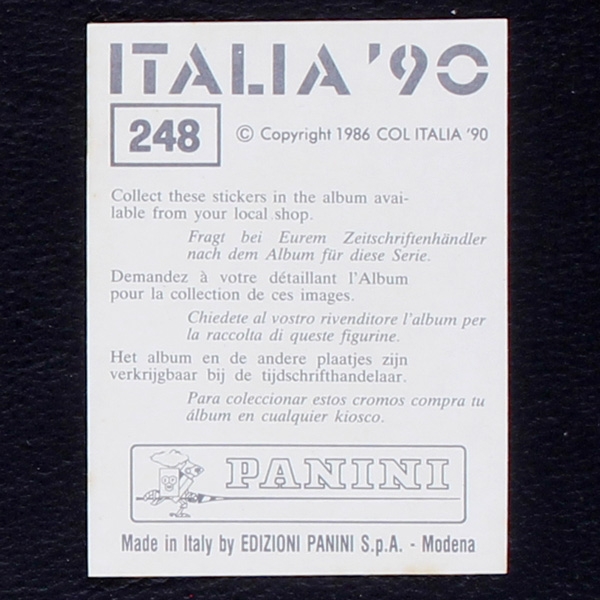 ITALIA '90
248 © Copyright 1986 COL ITALIA '90
Collect these stickers in the album avai-
lable from your local shop.
Fragt bei Eurem Zeitschriftenhändler
nach dem Album für diese Serie.
Demandez à votre détaillant l'Album
pour la collection de ces images.
Chiedete al vostro rivenditore l'album per
la raccolta di queste figurine.
Het album en de andere plaatjes zijn
verkrijgbaar bij de tijdschrifthandelaar.
Para coleccionar estos cromos compra tu
álbum en cualquier kiosco.
PANINI
Made in Italy by EDIZIONI PANINI S.p.A. - Modena